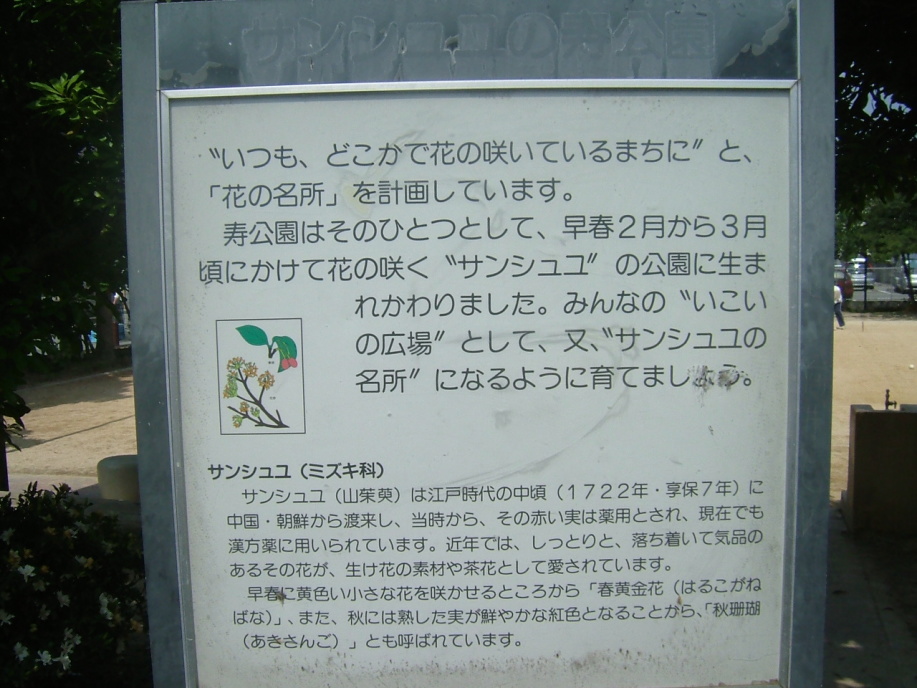 サンシュユの寿公園
〝いつも、どこかで花の咲いているまちに〟と、
「花の名所」を計画しています。
寿公園はそのひとつとして、早春2月から3月
頃にかけて花の咲く〝サンシュユ〟の公園に生ま
れかわりました。みんなの〝いこい
の広場〟として、又、〝サンシュユの
名所〟になるように育てましょう。
サンシュユ(ミズキ科)
サンシュユ(山茱萸)は江戸時代の中頃(1722年・享保7年)に
中国・朝鮮から渡来し、当時から、その赤い実は薬用とされ、現在でも
漢方薬に用いられています。近年では、しっとりと、落ち着いて気品の
あるその花が、生け花の素材や茶花として愛されています。
早春に黄色い小さな花を咲かせるところから「春黄金花(はるこがね
ばな)」、また、秋には熟した実が鮮やかな紅色となることから、「秋珊瑚
(あきさんご)」とも呼ばれています。